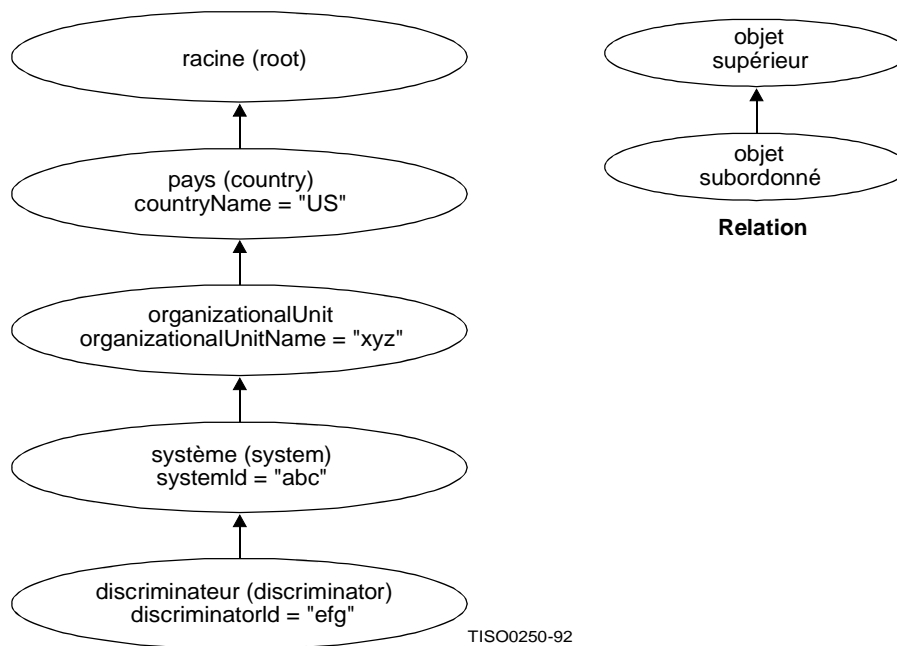 racine (root)
pays (country)
countryName = "US"
organizationalUnit
organizationalUnitName = "xyz"
système (system)
systemId = "abc"
discriminateur (discriminator)
discriminatorId = "efg"
objet
supérieur
objet
subordonné
Relation
TISO0250-92